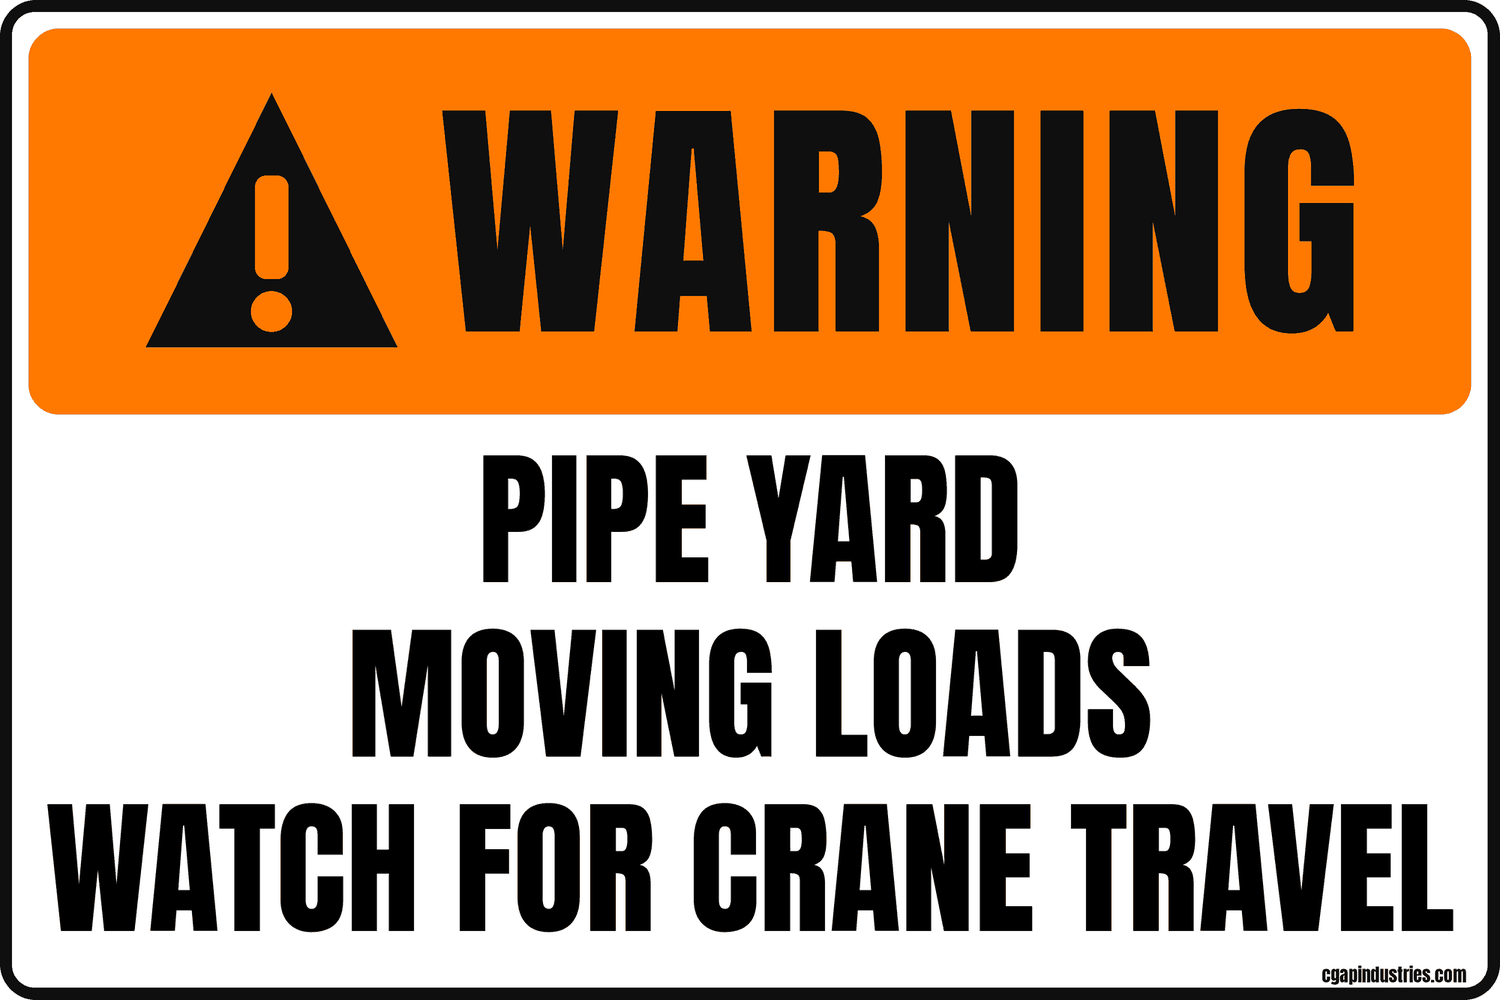 WARNING
PIPE YARD
MOVING LOADS
WATCH FOR CRANE TRAVEL
cgapindustries.com